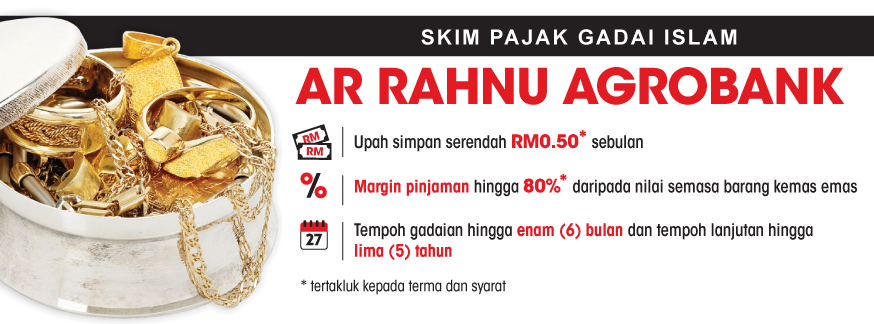 SKIM PAJAK GADAI ISLAM
AR RAHNU AGROBANK
RM
RM
Upah simpan serendah RM0.50* sebulan
%
Margin pinjaman hingga 80%* daripada nilai semasa barang kemas emas
27
Tempoh gadaian hingga enam (6) bulan dan tempoh lanjutan hingga
lima (5) tahun
* tertakluk kepada terma dan syarat